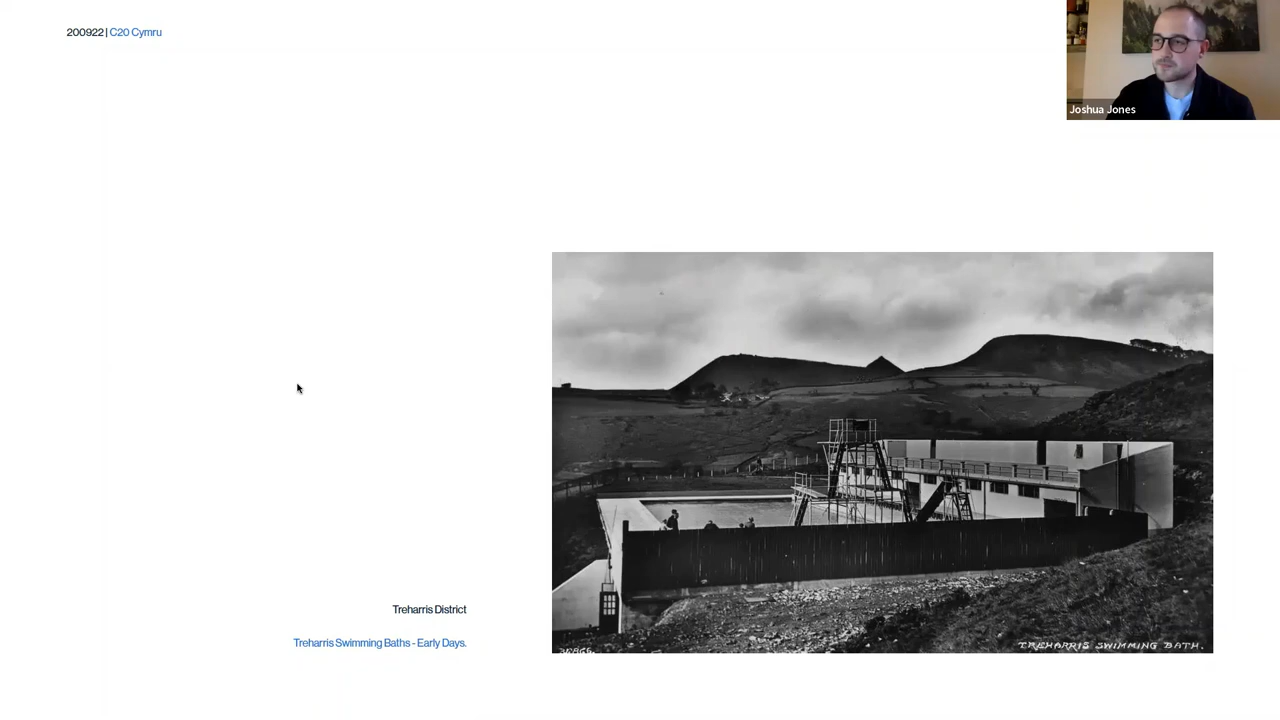 200922 | C20 Cymru
Joshua Jones
Treharris District
Treharris Swimming Baths - Early Days.
TREHARRIS SWIMMING BATH.